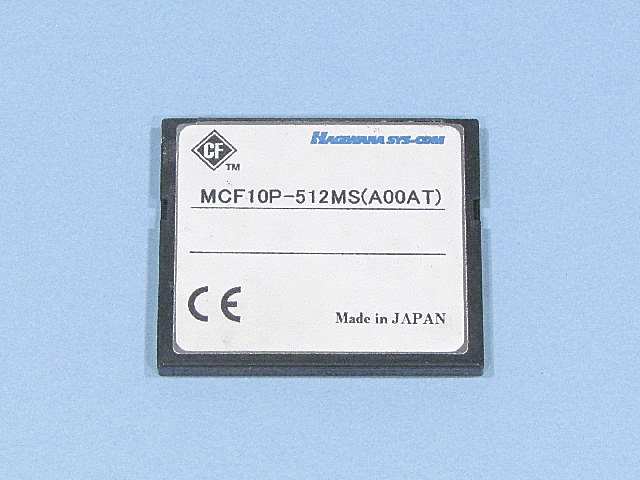 CF
TM
HAGIWARA SYS-COM
MCF10P-512MS(A00AT)
CE
Made in JAPAN